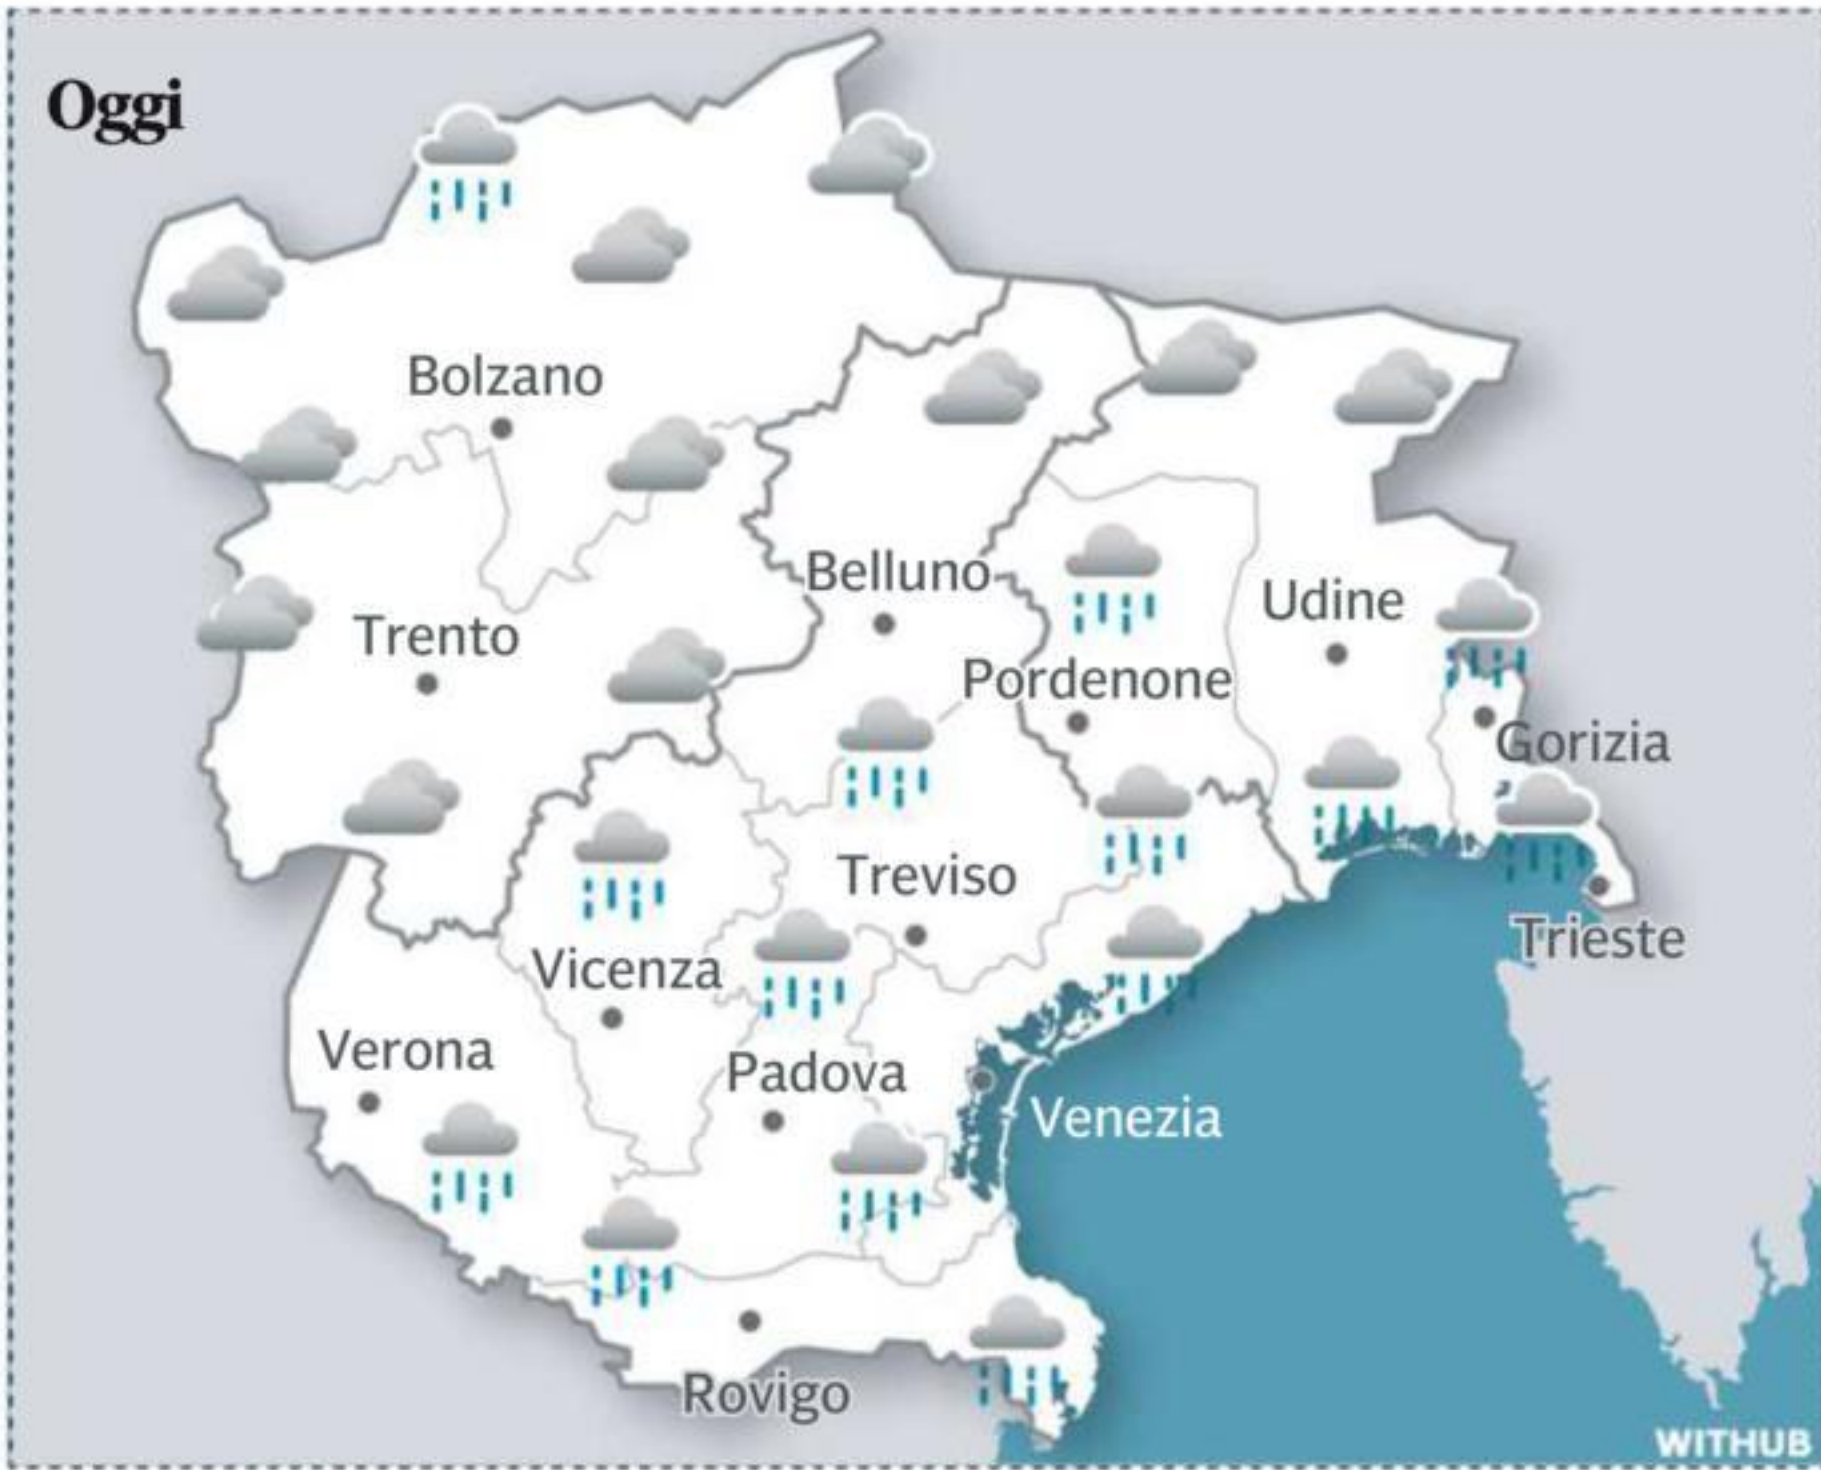 Oggi
Bolzano
Belluno
Udine
Trento
Pordenone
Gorizia
Treviso
Trieste
Vicenza
Verona
Padova
Venezia
Rovigo
WITHUB